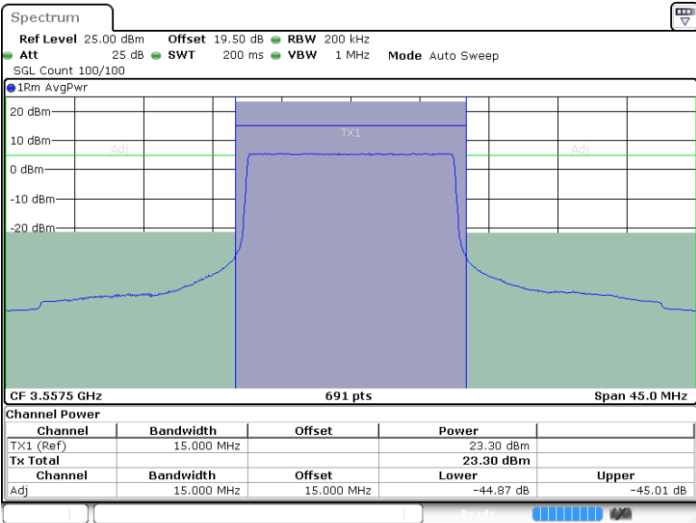 Spectrum
Ref Level 25.00 dBm Offset 19.50 dB RBW 200 kHz
Att 25 dB SWT 200 ms VBW 1 MHz Mode Auto Sweep
SGL Count 100/100
1Rm AvgPwr
20 dBm
TX1
10 dBm
Adj Adj
0 dBm
-10 dBm
-20 dBm
CF 3.5575 GHz 691 pts Span 45.0 MHz
Channel Power
Channel Bandwidth Offset Power
TX1 (Ref) 15.000 MHz 23.30 dBm
Tx Total 23.30 dBm
Channel Bandwidth Offset Lower Upper
Adj 15.000 MHz 15.000 MHz -44.87 dB -45.01 dB
Ready